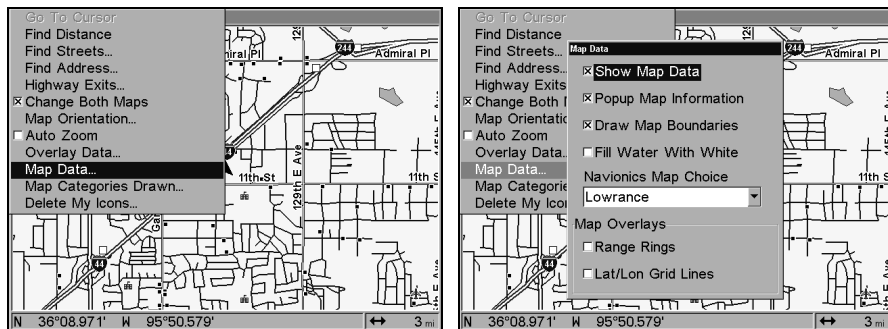 Go To Cursor
Find Distance
Find Streets...
Find Address...
Highway Exits...
Change Both Maps
Map Orientation...
Auto Zoom
Overlay Data...
Map Data...
Map Categories Drawn...
Delete My Icons...
129
244
Admiral Pl
11th St
129th E Ave
11th S
44
N 36°08.971' W 95°50.579' 3 mi
Go To Cursor
Find Distance
Find Streets...
Find Address...
Highway Exits...
Change Both
Map Orientatio
Auto Zoom
Overlay Data..
Map Data...
Map Categorie
Delete My Icon
Map Data
Show Map Data
Popup Map Information
Draw Map Boundaries
Fill Water With White
Navionics Map Choice
Lowrance
Map Overlays
Range Rings
Lat/Lon Grid Lines
244
Admiral Pl
11th S
44
N 36°08.971' W 95°50.579' 3 mi